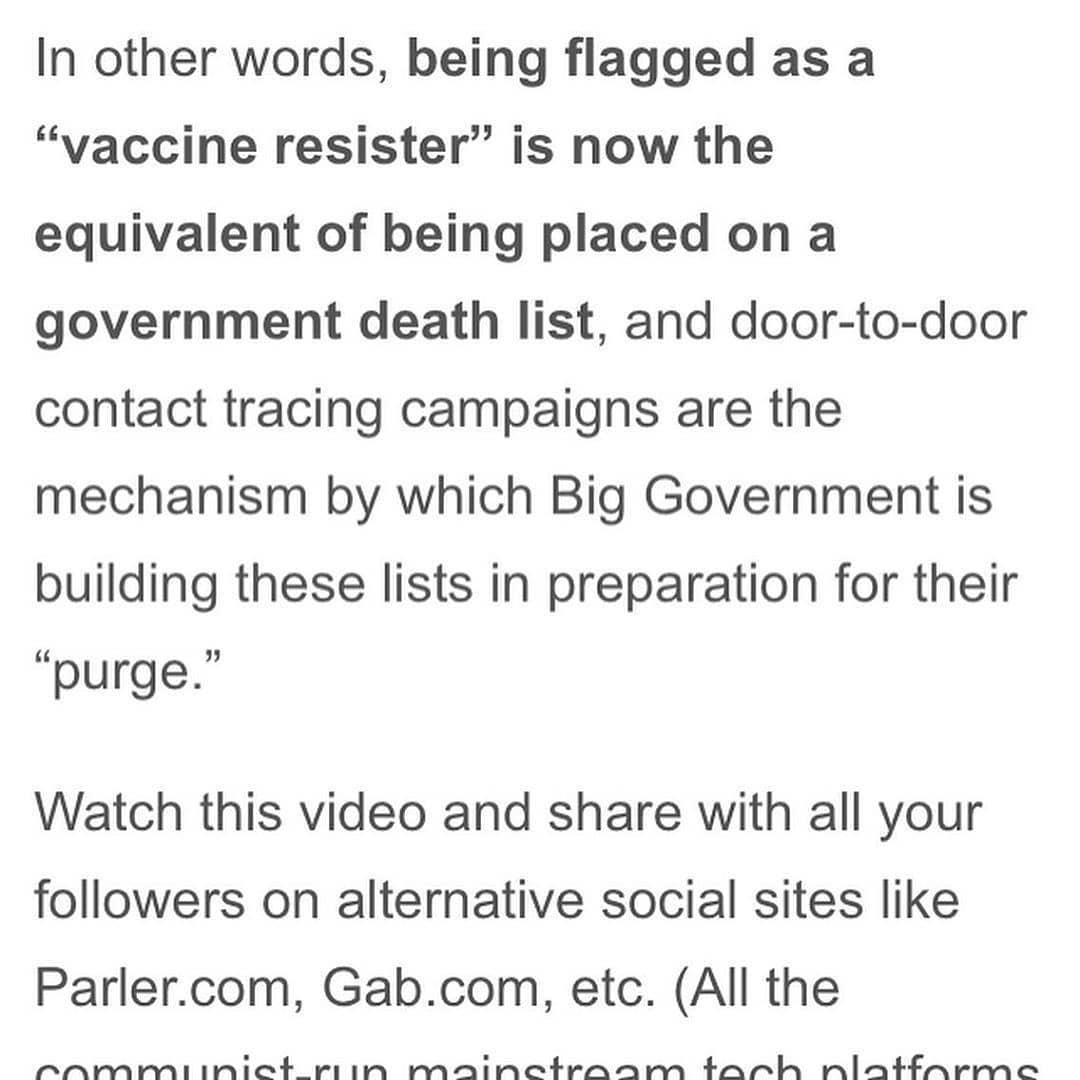 In other words, being flagged as a
“vaccine resister” is now the
equivalent of being placed on a
government death list, and door-to-door
contact tracing campaigns are the
mechanism by which Big Government is
building these lists in preparation for their
“purge.”
Watch this video and share with all your
followers on alternative social sites like
Parler.com, Gab.com, etc. (All the
communist-run mainstream tech platforms